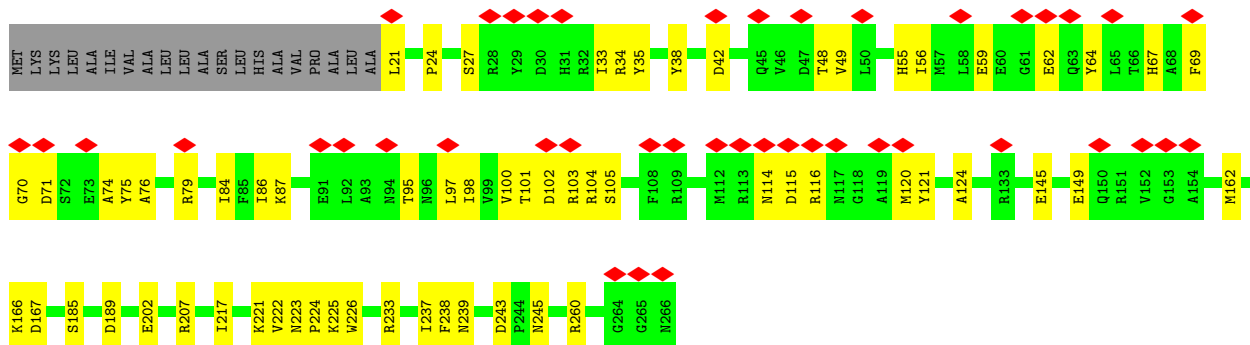 MET LYS LYS LEU ALA ILE VAL ALA LEU LEU ALA SER LEU HIS ALA VAL PRO ALA LEU ALA L21 P24 S27 R28 Y29 D30 H31 R32 I33 R34 Y35 Y38 D42 Q45 V46 D47 T48 V49 L50 H55 I56 M57 L58 E59 E60 G61 E62 Q63 Y64 L65 T66 H67 A68 F69
G70 D71 S72 E73 A74 Y75 A76 R79 I84 F85 I86 K87 E91 L92 A93 N94 T95 N96 L97 I98 V99 V100 T101 D102 R103 R104 S105 F108 R109 M112 R113 N114 D115 R116 N117 G118 A119 M120 Y121 A124 R133 E145 E149 Q150 R151 V152 G153 A154 M162
K166 D167 S185 D189 E202 R207 I217 K221 V222 N223 P224 K225 W226 R233 I237 F238 N239 D243 P244 N245 R260 G264 G265 N266